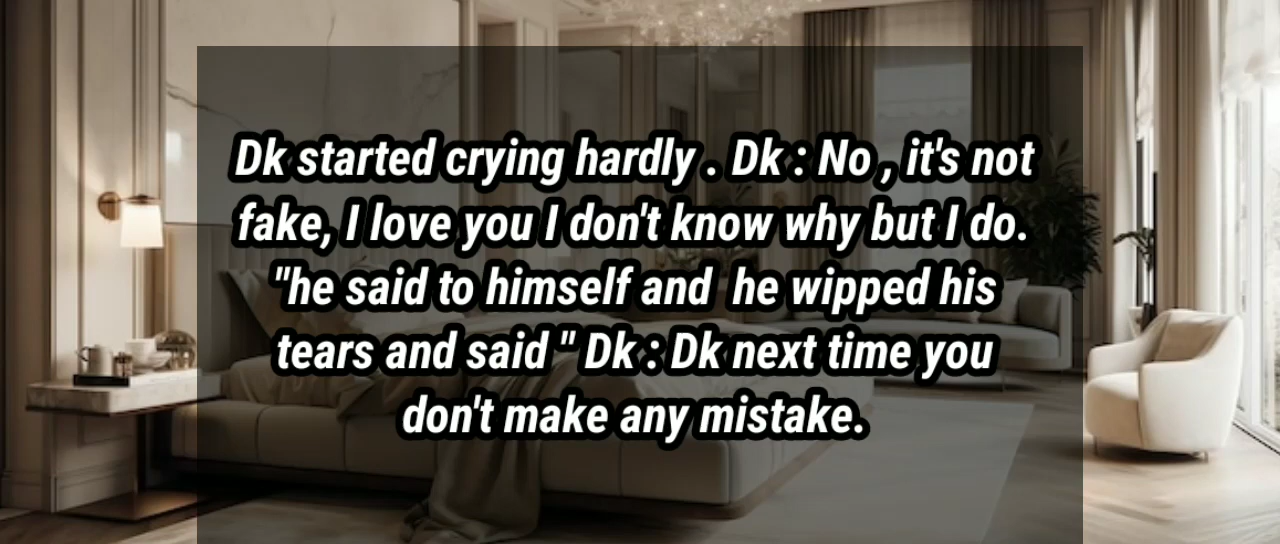 Dk started crying hardly . Dk : No , it's not
fake, I love you I don't know why but I do.
"he said to himself and  he wipped his
tears and said " Dk : Dk next time you
don't make any mistake.